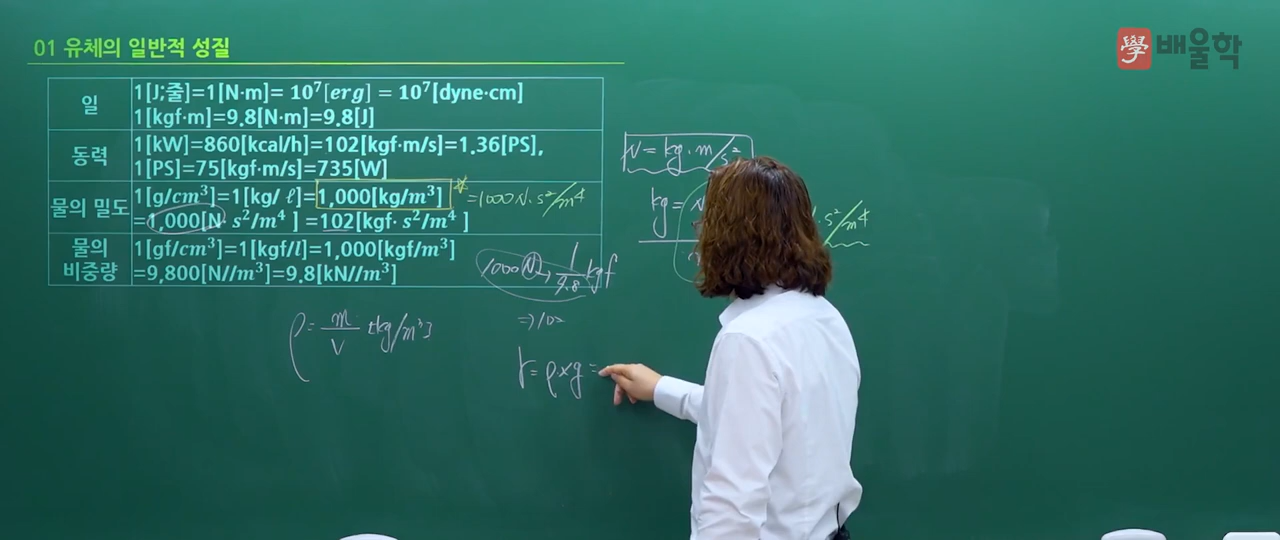 01 유체의 일반적 성질
學 배울학
일
1[J;줄]=1[N·m]= 10⁷[erg] = 10⁷[dyne·cm]
1[kgf·m]=9.8[N·m]=9.8[J]
동력
1[kW]=860[kcal/h]=102[kgf·m/s]=1.36[PS],
1[PS]=75[kgf·m/s]=735[W]
물의 밀도
1[g/cm³]=1[kg/ ℓ]=1,000[kg/m³]
=1,000[N· s²/m⁴ ] =102[kgf· s²/m⁴ ]
=1000N·s²/m⁴
물의
비중량
1[gf/cm³]=1[kgf/l]=1,000[kgf/m³]
=9,800[N//m³]=9.8[kN//m³]
N = kg·m/s²
kg =
s²/m⁴
1000N → 1/9.8 kgf
⇒102
ρ = m/V [kg/m³]
γ = ρ×g =